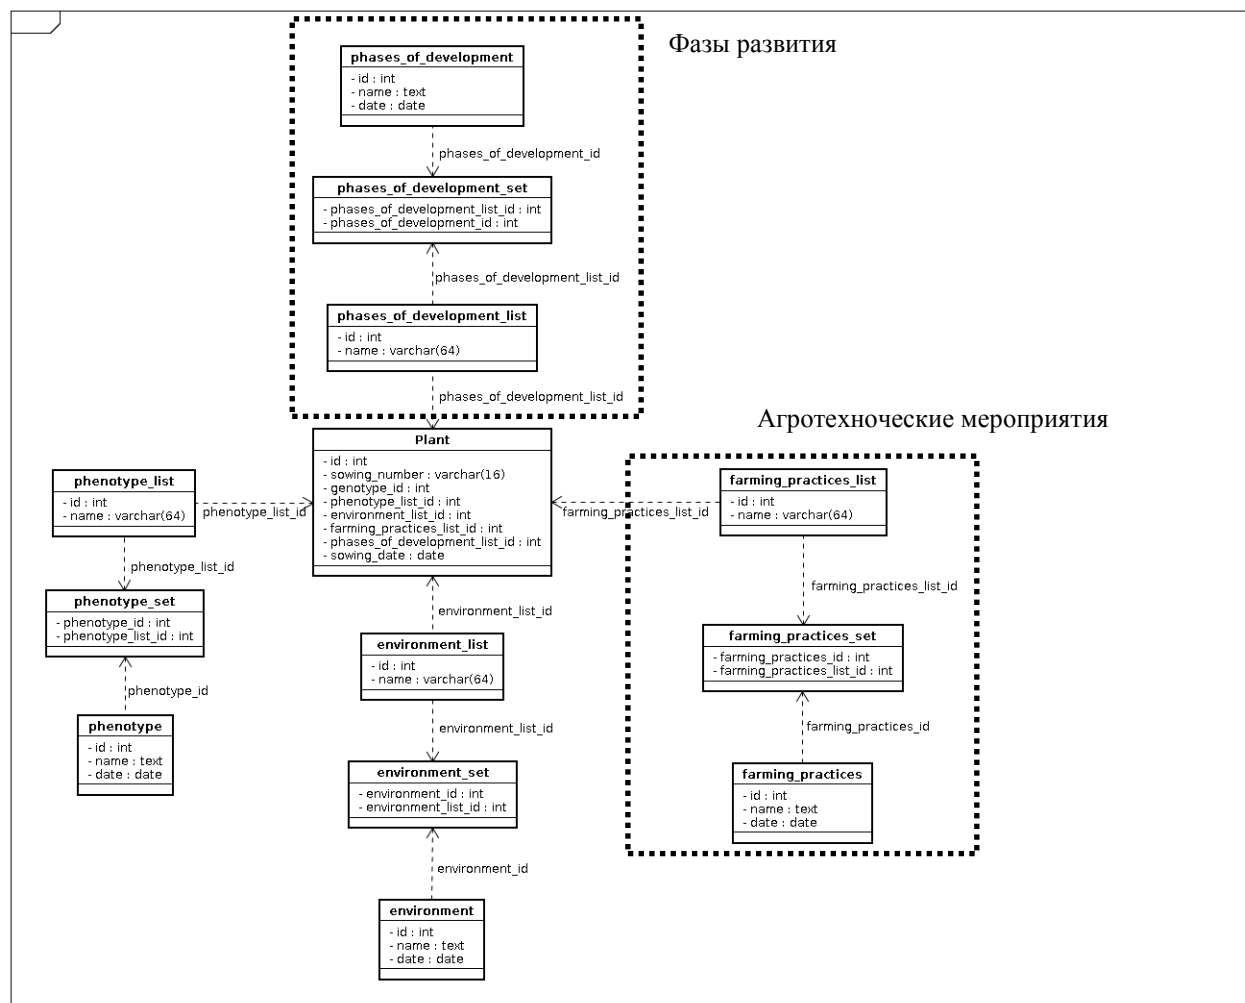 Фазы развития
phases_of_development
- id : int
- name : text
- date : date
phases_of_development_id
phases_of_development_set
- phases_of_development_list_id : int
- phases_of_development_id : int
phases_of_development_list_id
phases_of_development_list
- id : int
- name : varchar(64)
phases_of_development_list_id
Агротехночеcкие мероприятия
Plant
- id : int
- sowing_number : varchar(16)
- genotype_id : int
- phenotype_list_id : int
- environment_list_id : int
- farming_practices_list_id : int
- phases_of_development_list_id : int
- sowing_date : date
phenotype_list
- id : int
- name : varchar(64)
phenotype_list_id
phenotype_list_id
phenotype_set
- phenotype_id : int
- phenotype_list_id : int
phenotype_id
phenotype
- id : int
- name : text
- date : date
environment_list_id
environment_list
- id : int
- name : varchar(64)
environment_list_id
environment_set
- environment_id : int
- environment_list_id : int
environment_id
environment
- id : int
- name : text
- date : date
farming_practices_list
- id : int
- name : varchar(64)
farming_practices_list_id
farming_practices_list_id
farming_practices_set
- farming_practices_id : int
- farming_practices_list_id : int
farming_practices_id
farming_practices
- id : int
- name : text
- date : date